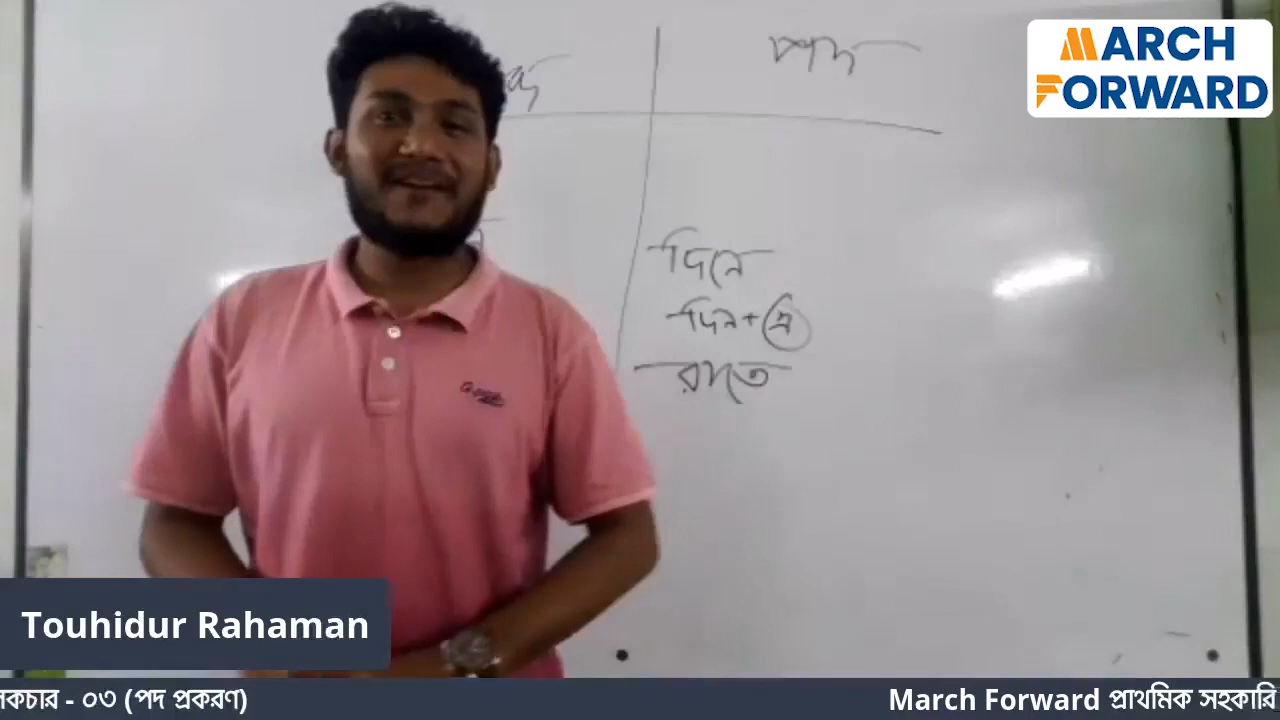 MARCH
FORWARD
পদ
দিনে
দিন+এ
রাতে
Touhidur Rahaman
লেকচার - ০৩ (পদ প্রকরণ)
March Forward প্রাথমিক সহকারি